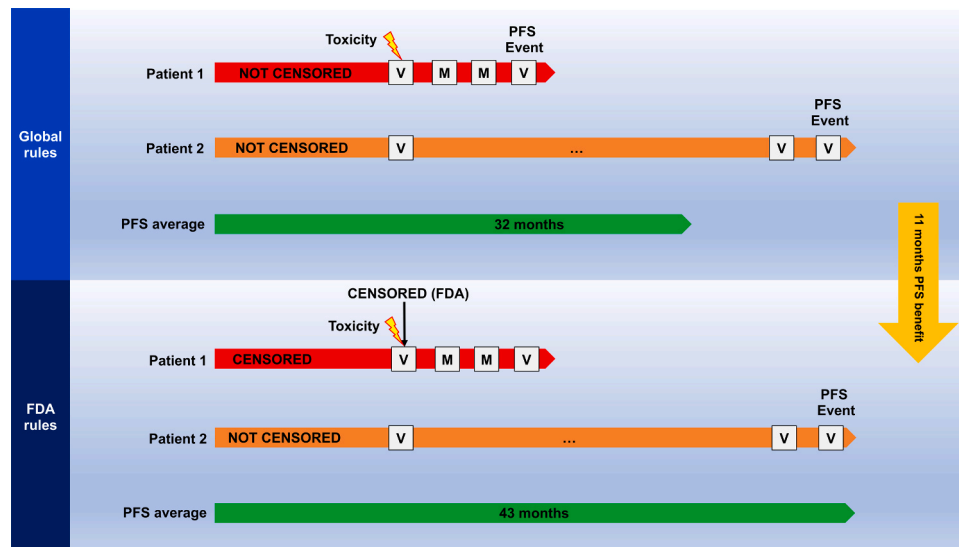 Global
rules
Toxicity
PFS
Event
Patient 1 NOT CENSORED V M M V
PFS
Event
Patient 2 NOT CENSORED V ... V V
PFS average 32 months
11 months PFS benefit
FDA
rules
CENSORED (FDA)
Toxicity
Patient 1 CENSORED V M M V
PFS
Event
Patient 2 NOT CENSORED V ... V V
PFS average 43 months